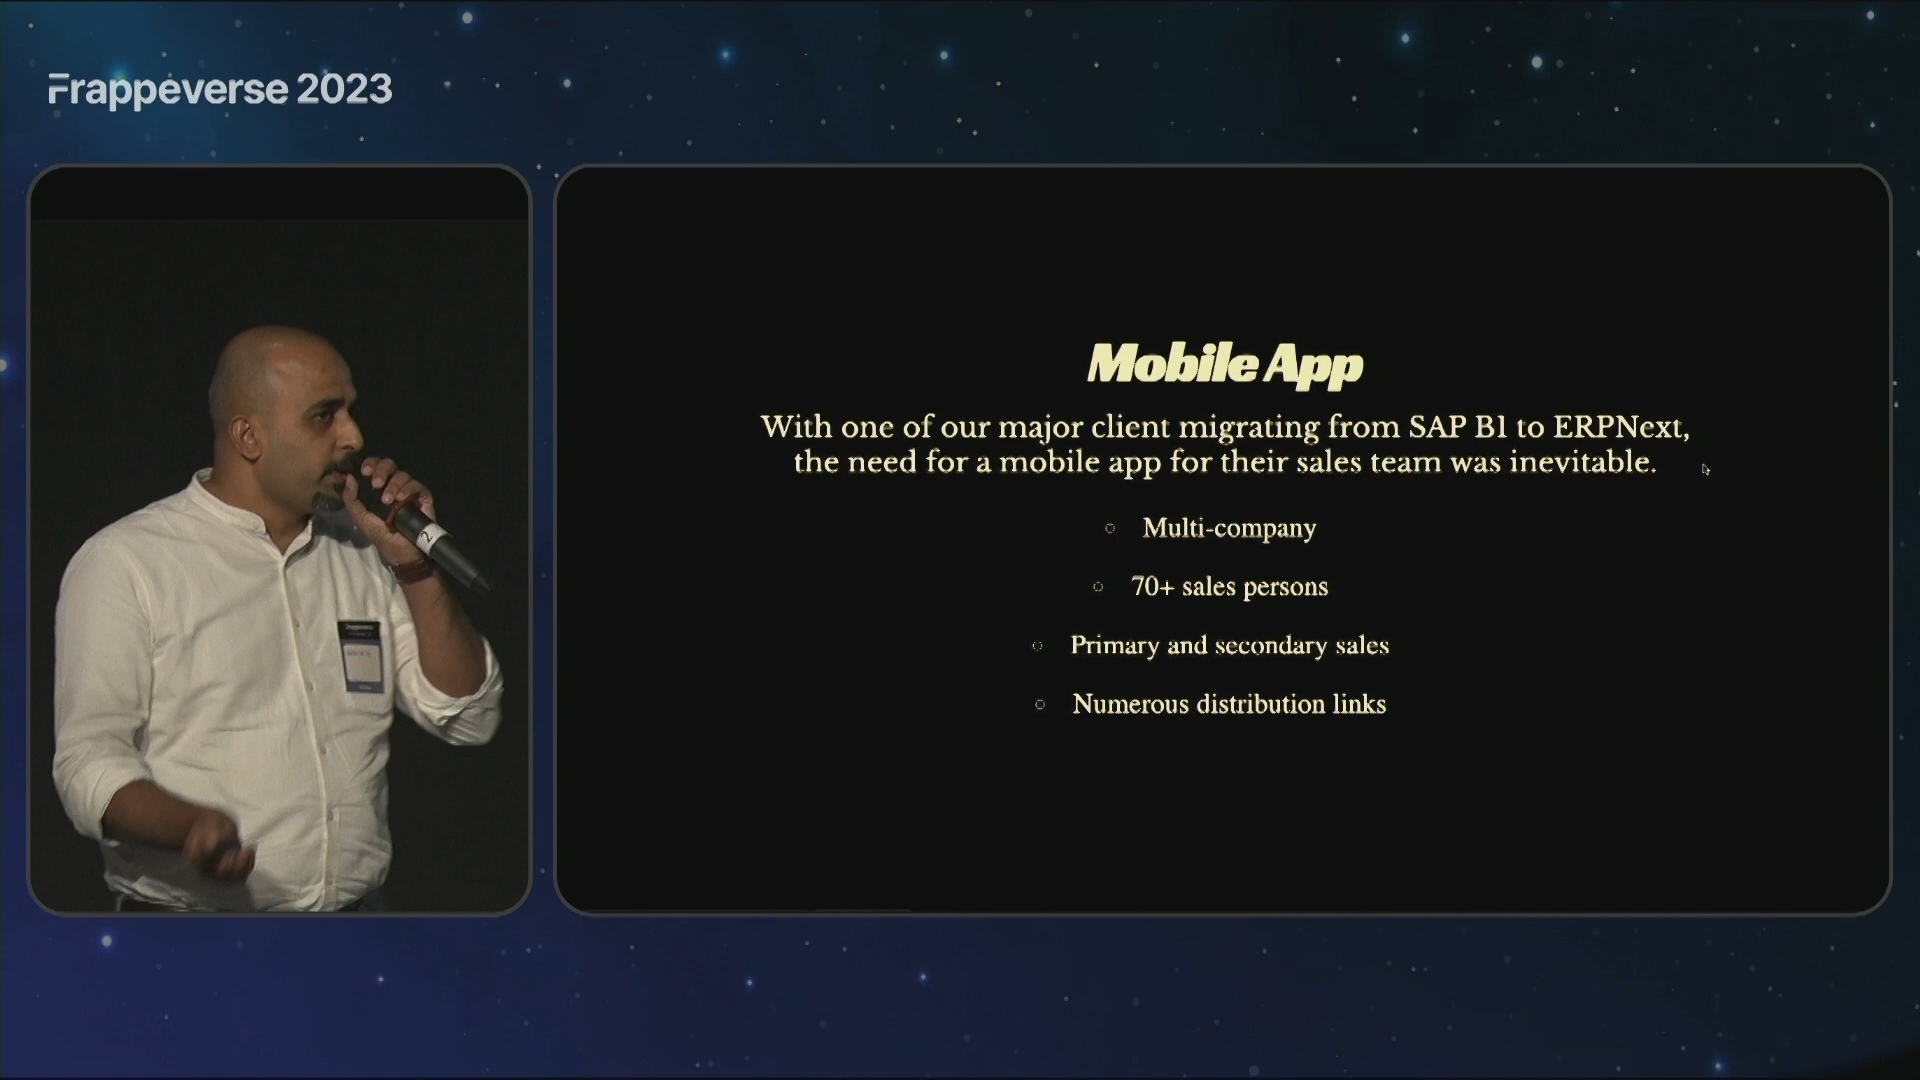 Frappeverse 2023
Mobile App
With one of our major client migrating from SAP B1 to ERPNext,
the need for a mobile app for their sales team was inevitable.
Multi-company
70+ sales persons
Primary and secondary sales
Numerous distribution links
2